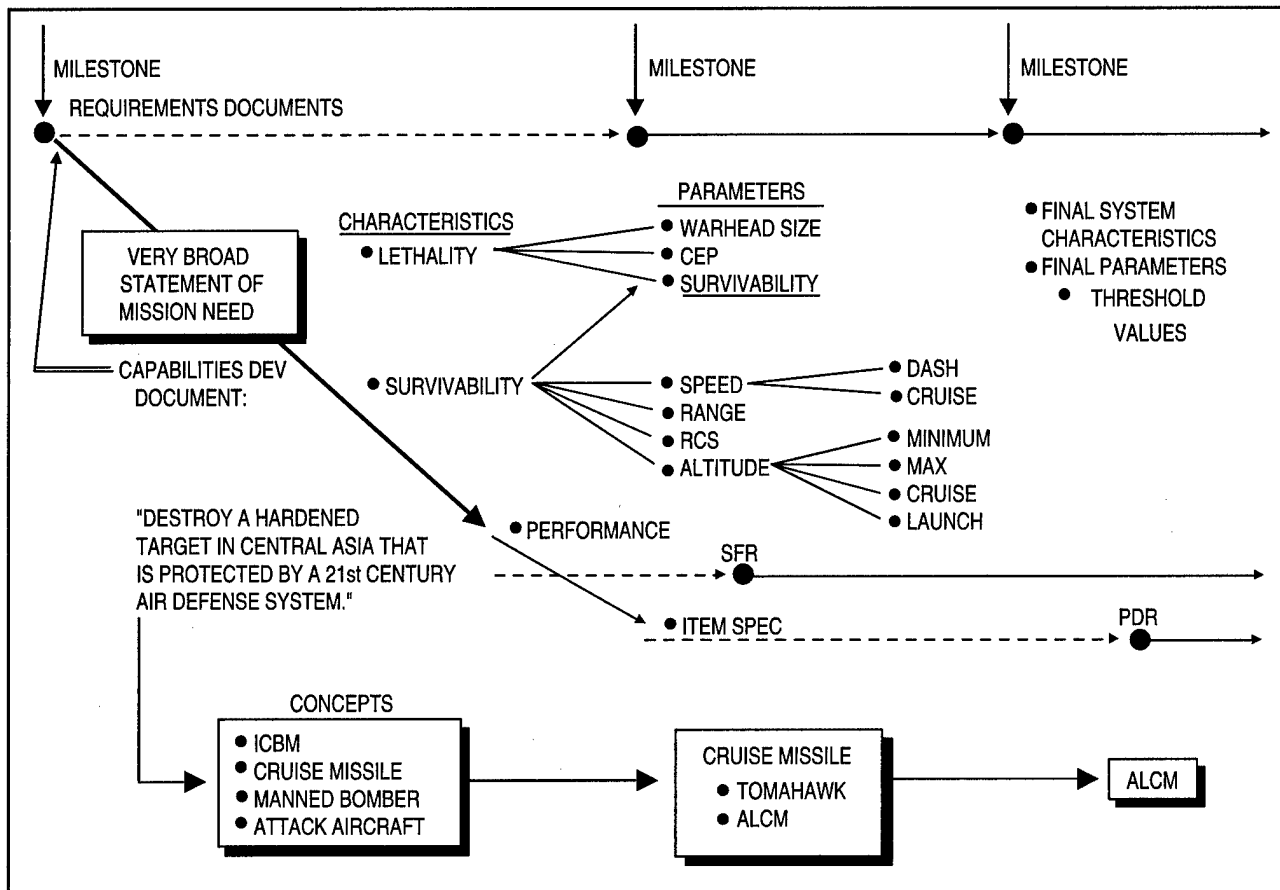 MILESTONE
MILESTONE
MILESTONE
REQUIREMENTS DOCUMENTS
VERY BROAD
STATEMENT OF
MISSION NEED
CAPABILITIES DEV
DOCUMENT:
CHARACTERISTICS
● LETHALITY
● SURVIVABILITY
PARAMETERS
● WARHEAD SIZE
● CEP
● SURVIVABILITY
● SPEED
● RANGE
● RCS
● ALTITUDE
● DASH
● CRUISE
● MINIMUM
● MAX
● CRUISE
● LAUNCH
● FINAL SYSTEM
CHARACTERISTICS
● FINAL PARAMETERS
● THRESHOLD
VALUES
"DESTROY A HARDENED
TARGET IN CENTRAL ASIA THAT
IS PROTECTED BY A 21st CENTURY
AIR DEFENSE SYSTEM."
● PERFORMANCE
SFR
● ITEM SPEC
PDR
CONCEPTS
● ICBM
● CRUISE MISSILE
● MANNED BOMBER
● ATTACK AIRCRAFT
CRUISE MISSILE
● TOMAHAWK
● ALCM
ALCM